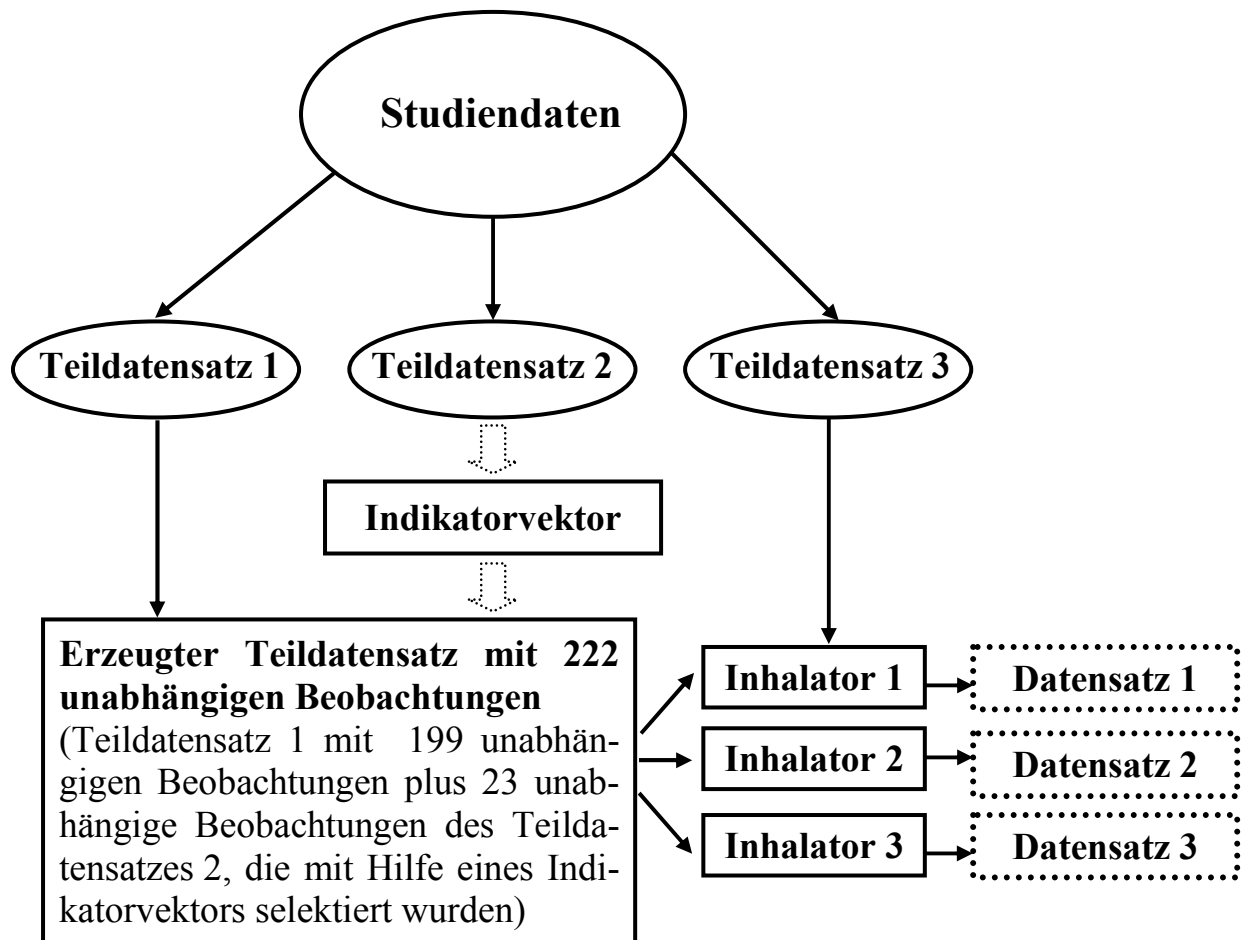 Studiendaten
Teildatensatz 1
Teildatensatz 2
Teildatensatz 3
Indikatorvektor
Erzeugter Teildatensatz mit 222
unabhängigen Beobachtungen
(Teildatensatz 1 mit 199 unabhän-
gigen Beobachtungen plus 23 unab-
hängige Beobachtungen des Teilda-
tensatzes 2, die mit Hilfe eines Indi-
katorvektors selektiert wurden)
Inhalator 1
Datensatz 1
Inhalator 2
Datensatz 2
Inhalator 3
Datensatz 3